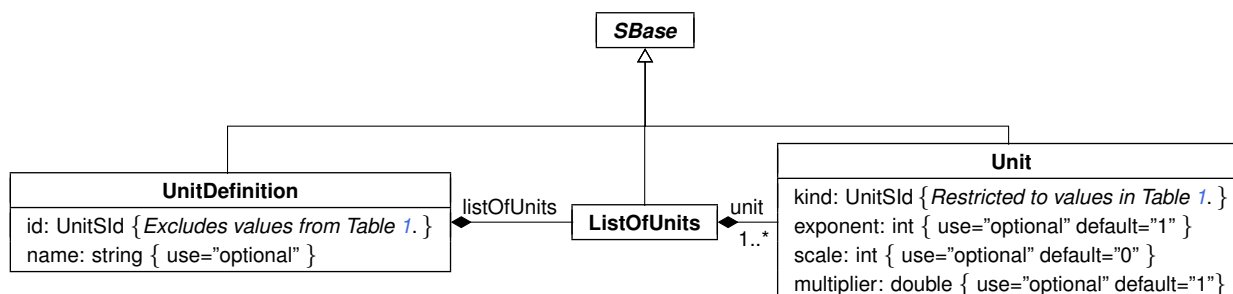 SBase
UnitDefinition
id: UnitSId { Excludes values from Table 1. }
name: string { use="optional" }
listOfUnits
ListOfUnits
unit
1..*
Unit
kind: UnitSId { Restricted to values in Table 1. }
exponent: int { use="optional" default="1" }
scale: int { use="optional" default="0" }
multiplier: double { use="optional" default="1"}